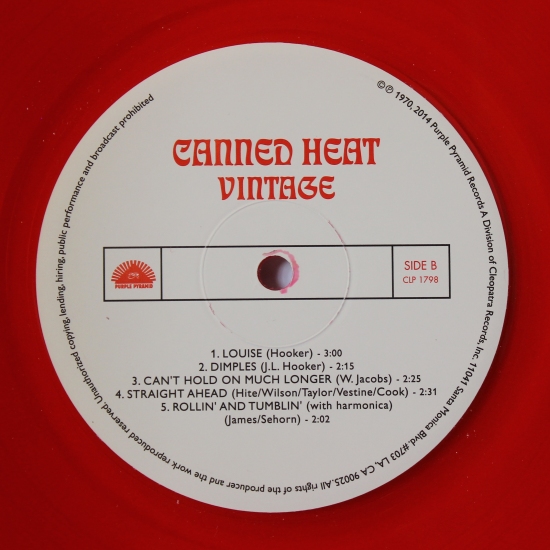 CANNED HEAT
VINTAGE
PURPLE PYRAMID
SIDE B
CLP 1798
1. LOUISE (Hooker) - 3:00
2. DIMPLES (J.L. Hooker) - 2:15
3. CAN'T HOLD ON MUCH LONGER (W. Jacobs) - 2:25
4. STRAIGHT AHEAD (Hite/Wilson/Taylor/Vestine/Cook) - 2:31
5. ROLLIN' AND TUMBLIN' (with harmonica)
(James/Sehorn) - 2:02
©℗ 1970, 2014 Purple Pyramid Records A Division of Cleopatra Records, Inc. 11041 Santa Monica Blvd. #703 LA, CA 90025. All rights of the producer and the work reproduced reserved. Unauthorized copying, lending, hiring, public performance and broadcast prohibited